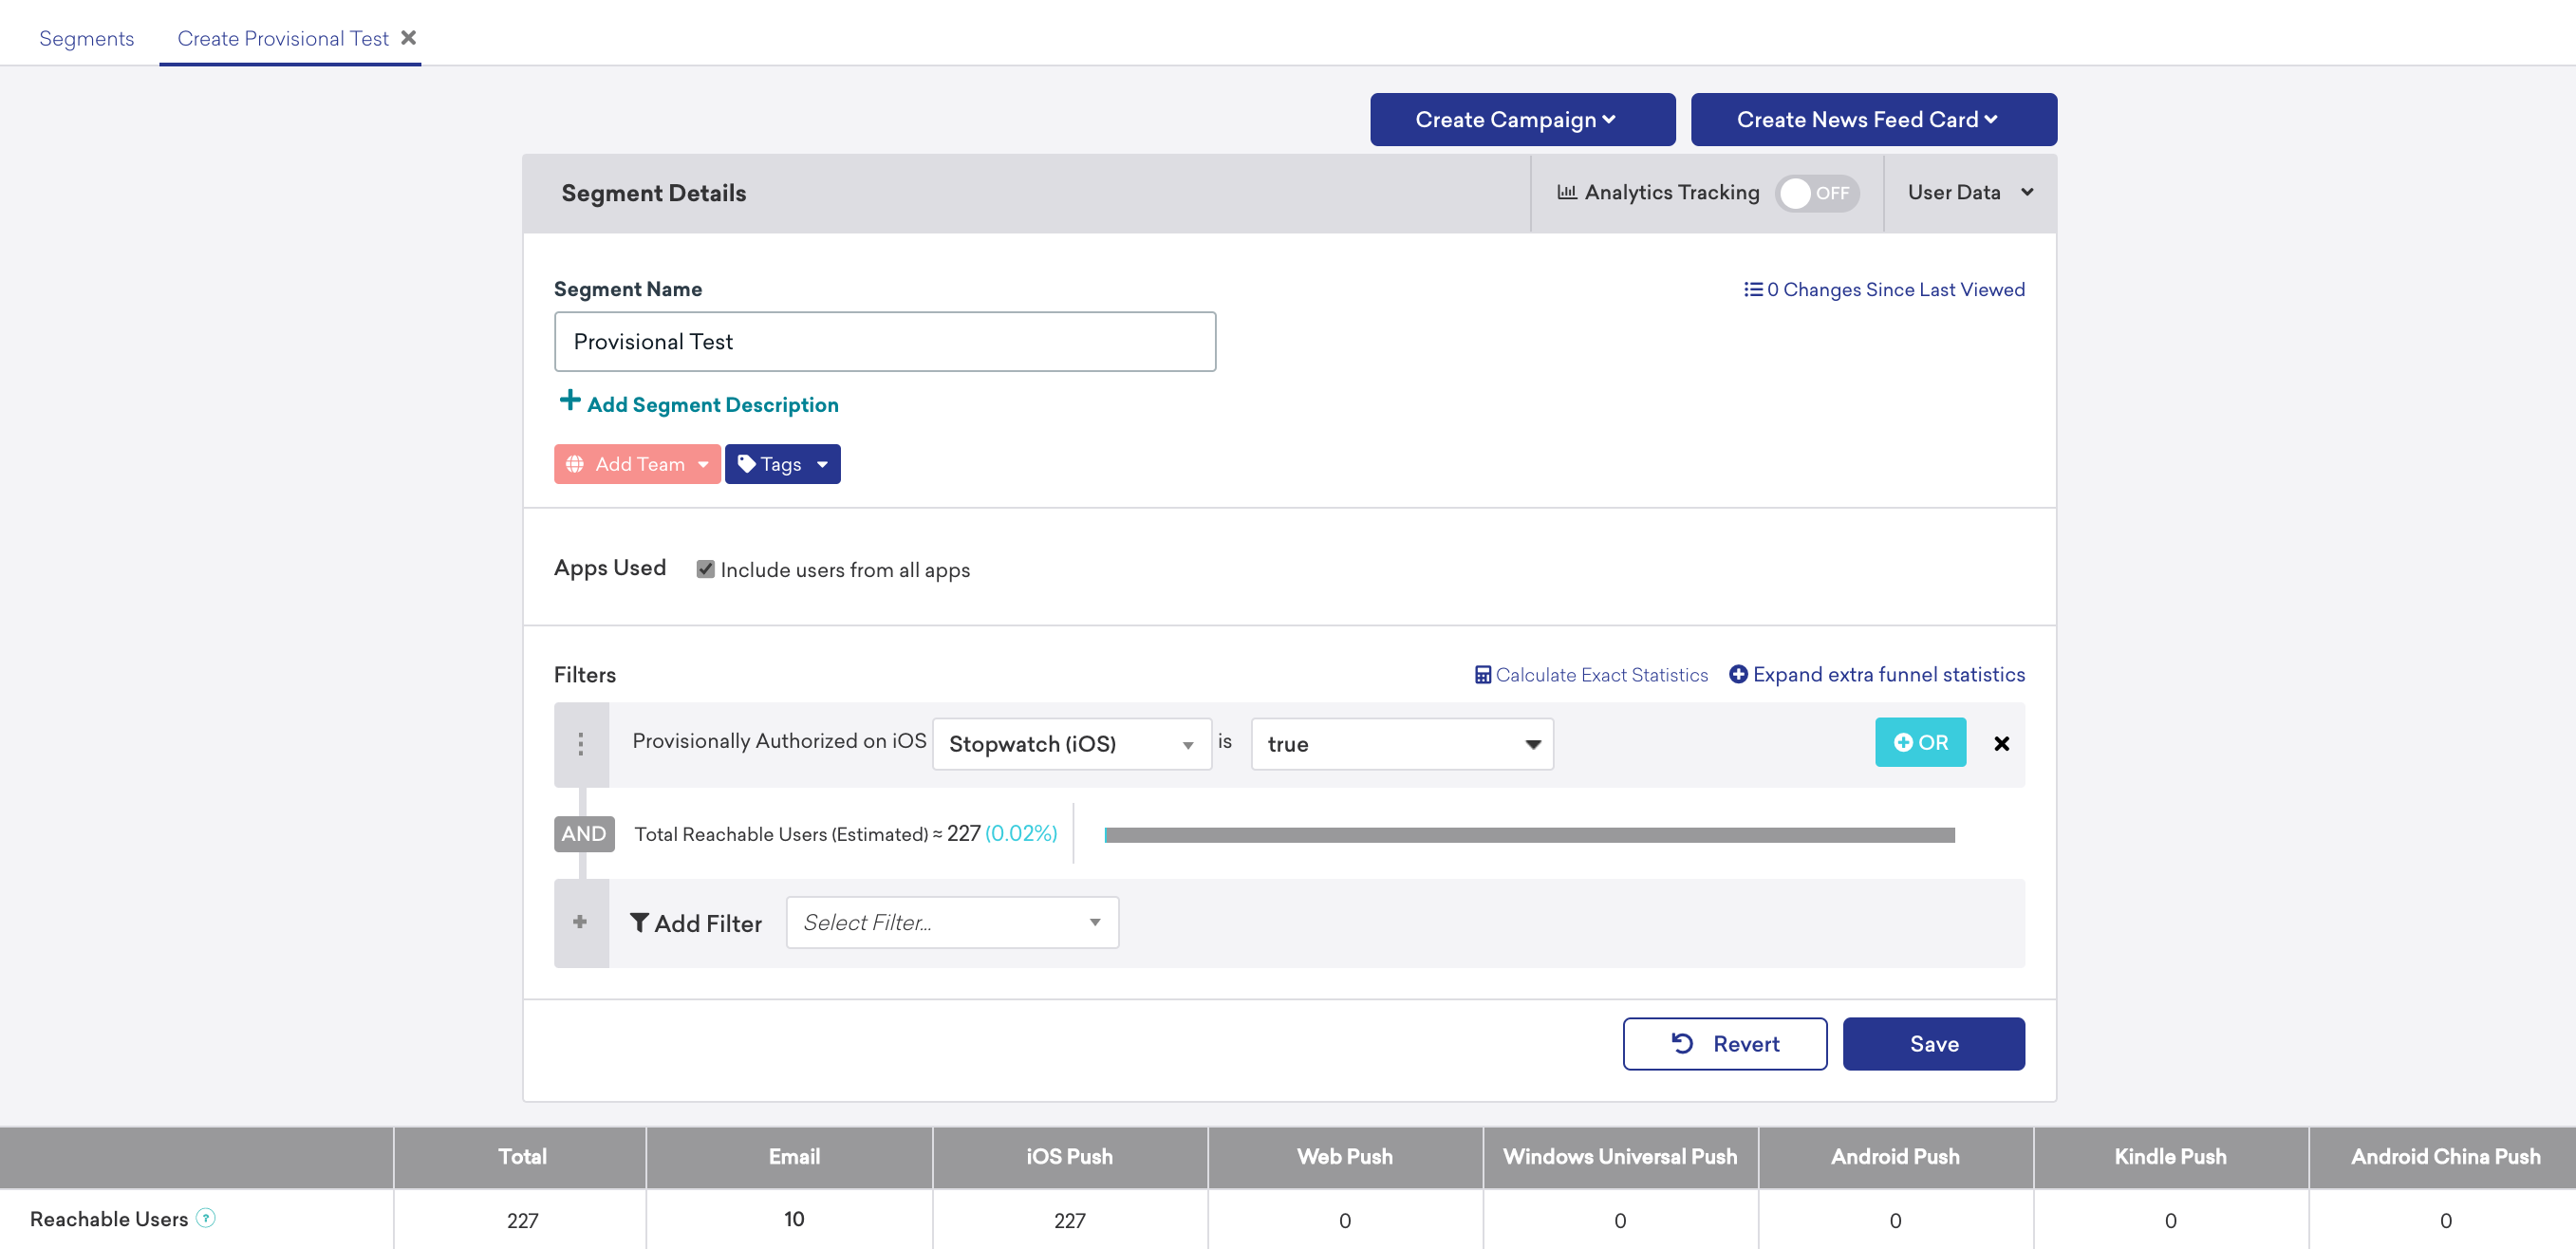 Segments Create Provisional Test
Create Campaign Create News Feed Card
Segment Details Analytics Tracking OFF User Data
Segment Name 0 Changes Since Last Viewed
Provisional Test
Add Segment Description
Add Team Tags
Apps Used Include users from all apps
Filters Calculate Exact Statistics Expand extra funnel statistics
Provisionally Authorized on iOS Stopwatch (iOS) is true OR
AND Total Reachable Users (Estimated) ≈ 227 (0.02%)
Add Filter Select Filter...
Revert Save
Total Email iOS Push Web Push Windows Universal Push Android Push Kindle Push Android China Push
Reachable Users ? 227 10 227 0 0 0 0 0